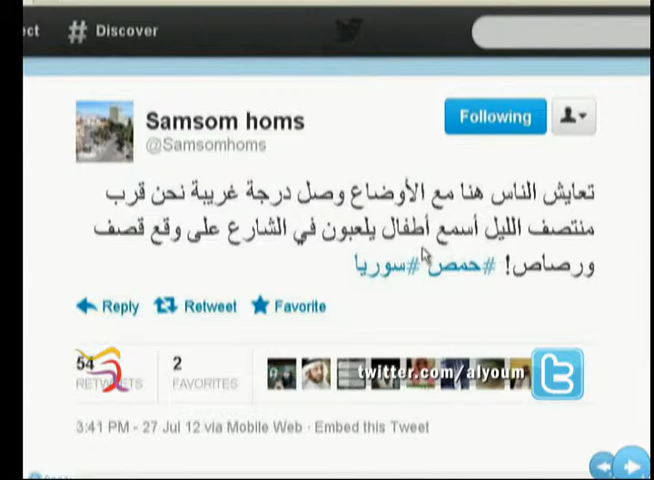 # Discover
Samsom homs
@Samsomhoms
Following
تعايش الناس هنا مع الأوضاع وصل درجة غريبة نحن قرب
منتصف الليل أسمع أطفال يلعبون في الشارع على وقع قصف
ورصاص! #حمص #سوريا
Reply Retweet Favorite
54 2
RETWEETS FAVORITES
twitter.com/alyoum
3:41 PM - 27 Jul 12 via Mobile Web · Embed this Tweet